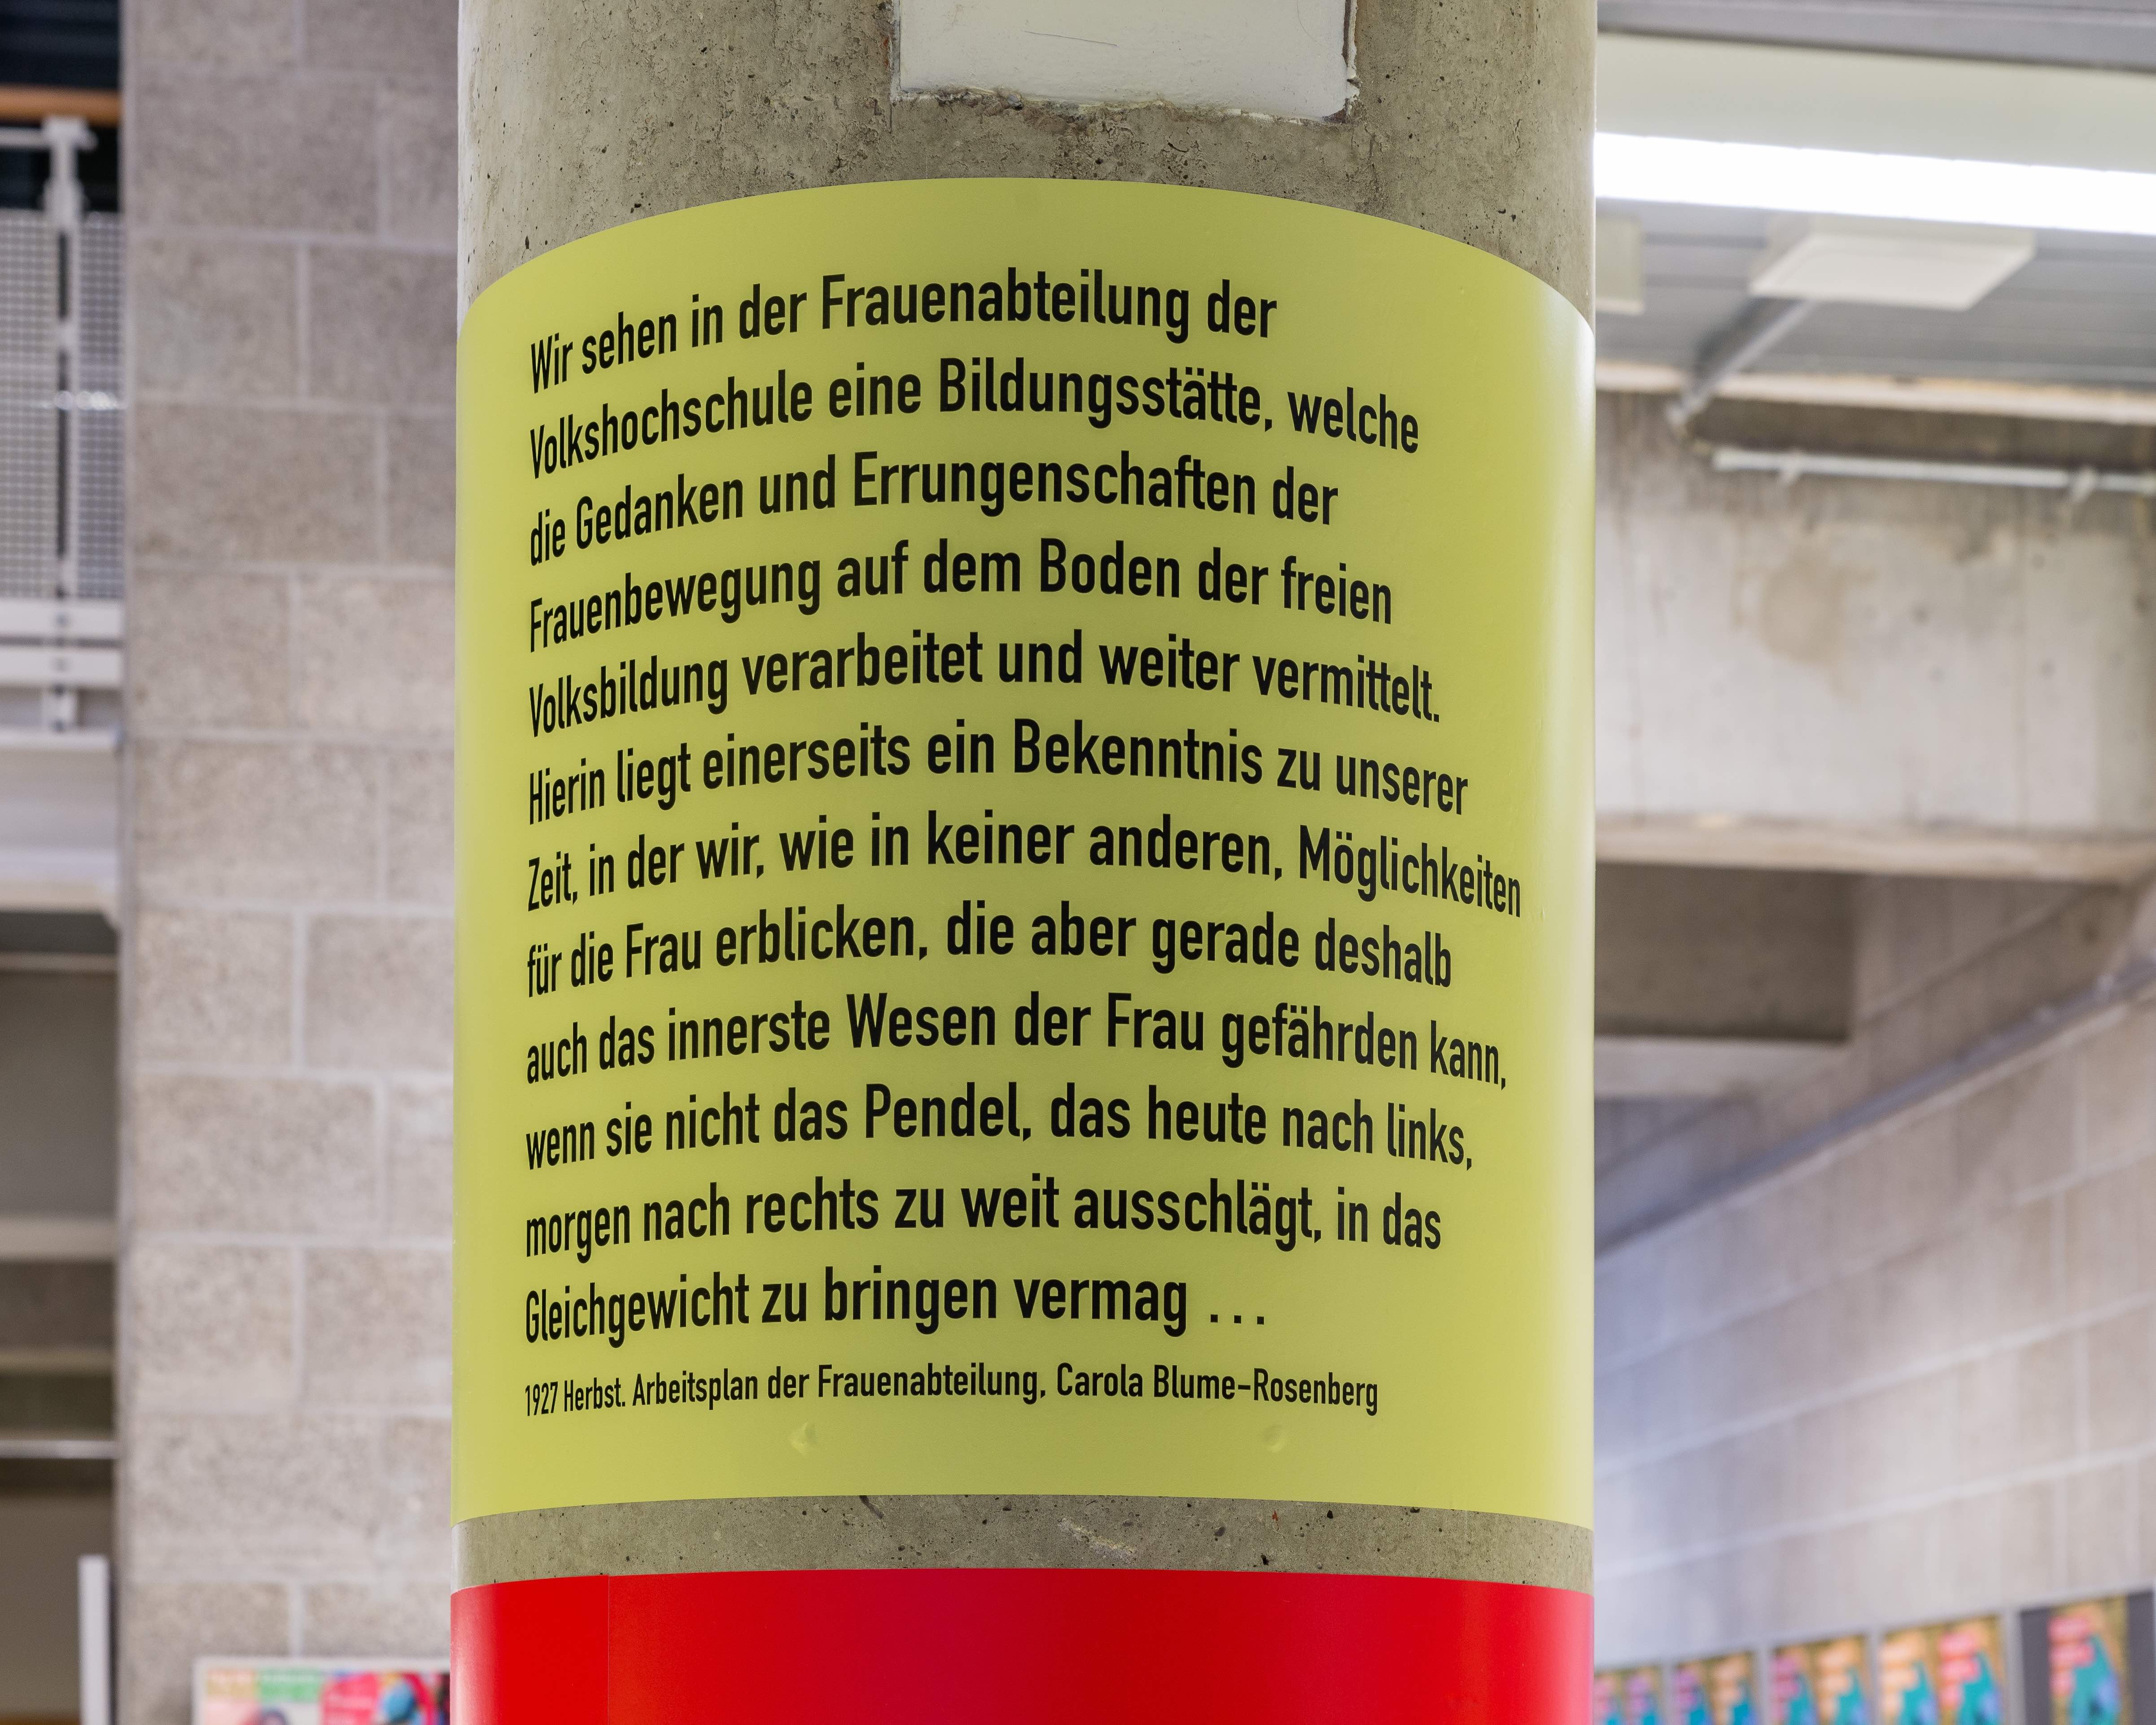 Wir sehen in der Frauenabteilung der
Volkshochschule eine Bildungsstätte, welche
die Gedanken und Errungenschaften der
Frauenbewegung auf dem Boden der freien
Volksbildung verarbeitet und weiter vermittelt.
Hierin liegt einerseits ein Bekenntnis zu unserer
Zeit, in der wir, wie in keiner anderen, Möglichkeiten
für die Frau erblicken, die aber gerade deshalb
auch das innerste Wesen der Frau gefährden kann,
wenn sie nicht das Pendel, das heute nach links,
morgen nach rechts zu weit ausschlägt, in das
Gleichgewicht zu bringen vermag ...
1927 Herbst. Arbeitsplan der Frauenabteilung, Carola Blume-Rosenberg